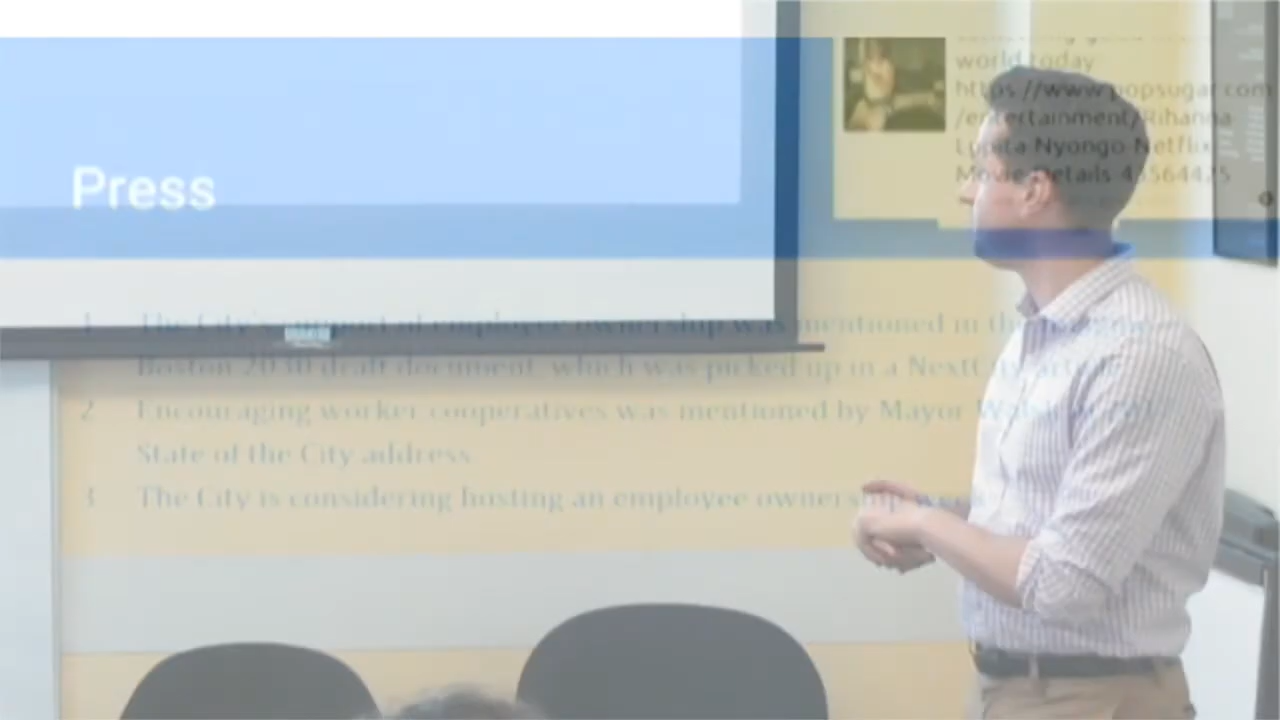 world today
https://www.popsugar.com
/entertainment/Rihanna
Lupita Nyongo Netflix
Movie Details 43564425
Press
1 The City's support of employee ownership was mentioned in the
Boston 2030 draft document, which was picked up in a NextCity article
2 Encouraging worker cooperatives was mentioned by Mayor Walsh
State of the City address
3 The City is considering hosting an employee ownership week